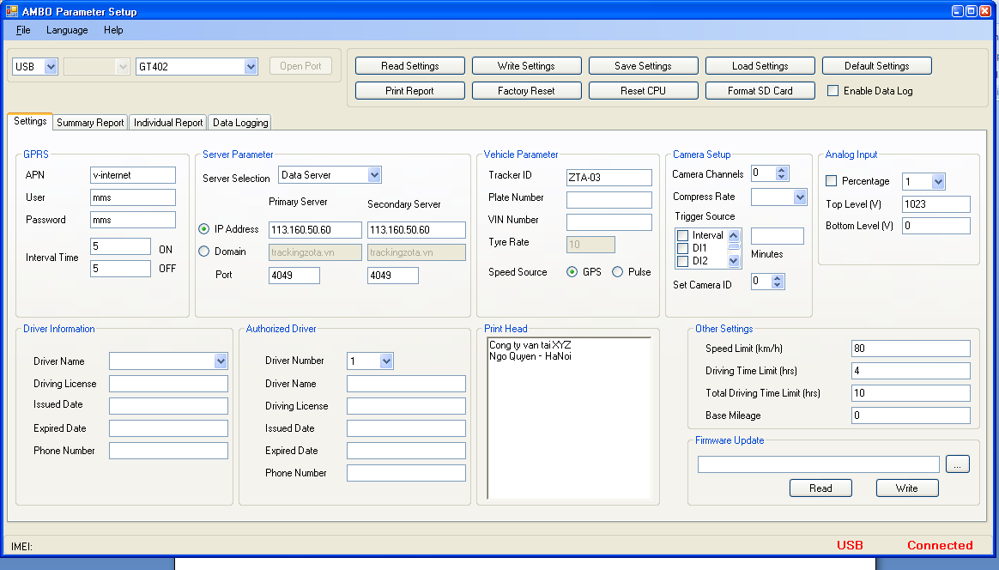 AMBO Parameter Setup
File Language Help
USB GT402 Open Port
Read Settings Write Settings Save Settings Load Settings Default Settings
Print Report Factory Reset Reset CPU Format SD Card Enable Data Log
Settings Summary Report Individual Report Data Logging
GPRS
APN v-internet
User mms
Password mms
Interval Time
5 ON
5 OFF
Server Parameter
Server Selection Data Server
Primary Server Secondary Server
IP Address 113.160.50.60 113.160.50.60
Domain trackingzota.vn trackingzota.vn
Port 4049 4049
Vehicle Parameter
Tracker ID ZTA-03
Plate Number
VIN Number
Tyre Rate 10
Speed Source GPS Pulse
Camera Setup
Camera Channels 0
Compress Rate
Trigger Source
Interval
DI1
DI2
Minutes
Set Camera ID 0
Analog Input
Percentage 1
Top Level (V) 1023
Bottom Level (V) 0
Driver Information
Driver Name
Driving License
Issued Date
Expired Date
Phone Number
Authorized Driver
Driver Number 1
Driver Name
Driving License
Issued Date
Expired Date
Phone Number
Print Head
Cong ty van tai XYZ
Ngo Quyen - HaNoi
Other Settings
Speed Limit (km/h) 80
Driving Time Limit (hrs) 4
Total Driving Time Limit (hrs) 10
Base Mileage 0
Firmware Update
...
Read Write
IMEI: USB Connected